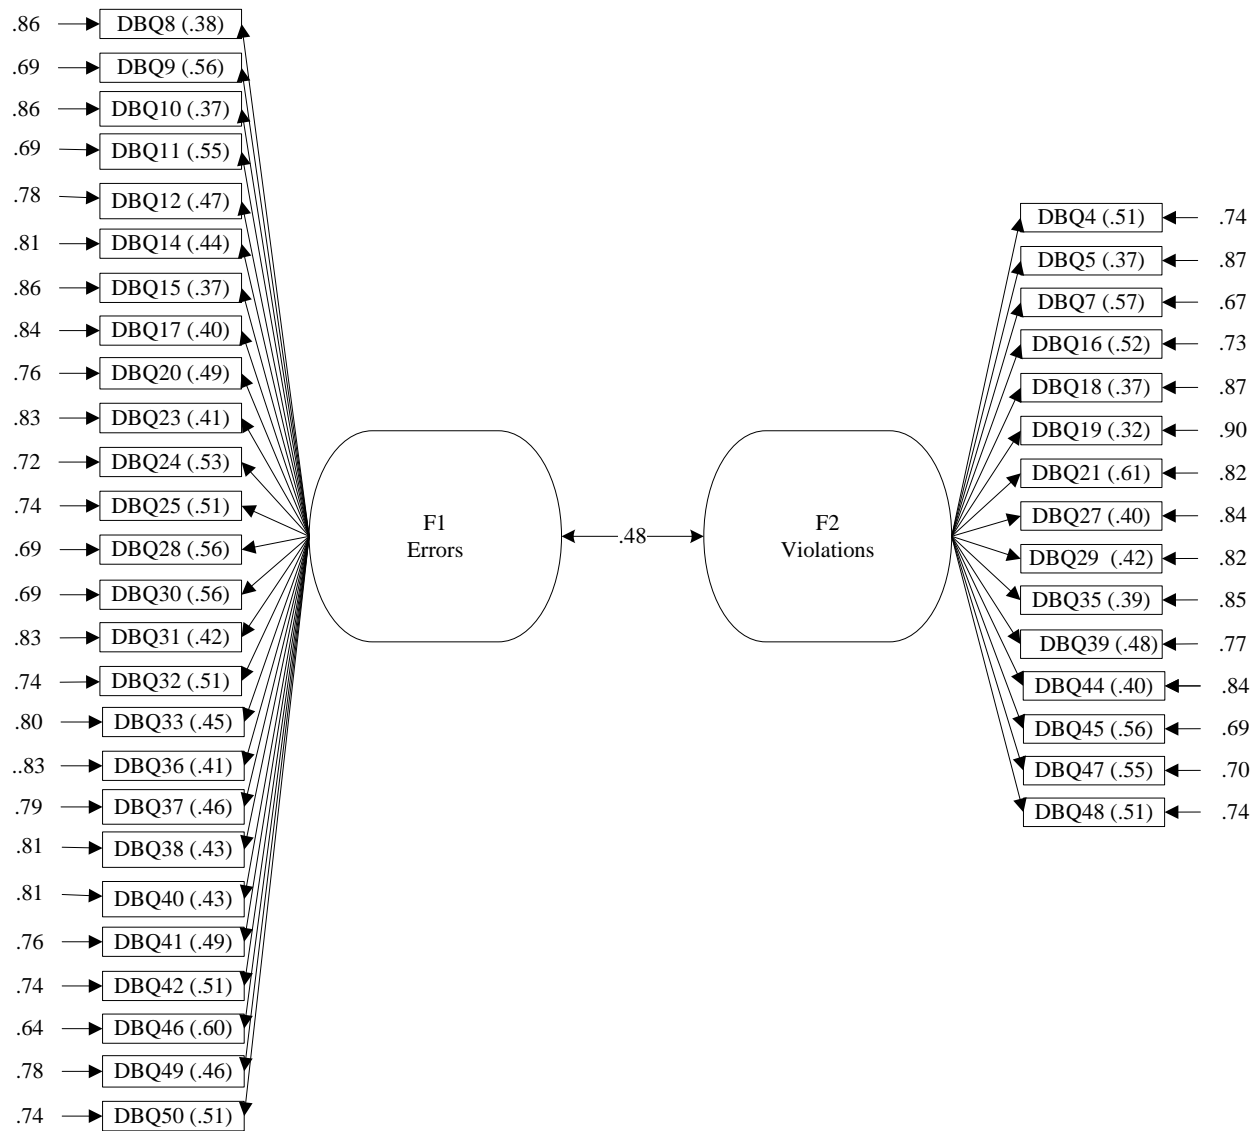 .86 DBQ8 (.38)
.69 DBQ9 (.56)
.86 DBQ10 (.37)
.69 DBQ11 (.55)
.78 DBQ12 (.47)
.81 DBQ14 (.44)
.86 DBQ15 (.37)
.84 DBQ17 (.40)
.76 DBQ20 (.49)
.83 DBQ23 (.41)
.72 DBQ24 (.53)
.74 DBQ25 (.51)
.69 DBQ28 (.56)
.69 DBQ30 (.56)
.83 DBQ31 (.42)
.74 DBQ32 (.51)
.80 DBQ33 (.45)
..83 DBQ36 (.41)
.79 DBQ37 (.46)
.81 DBQ38 (.43)
.81 DBQ40 (.43)
.76 DBQ41 (.49)
.74 DBQ42 (.51)
.64 DBQ46 (.60)
.78 DBQ49 (.46)
.74 DBQ50 (.51)
F1
Errors
.48
F2
Violations
DBQ4 (.51) .74
DBQ5 (.37) .87
DBQ7 (.57) .67
DBQ16 (.52) .73
DBQ18 (.37) .87
DBQ19 (.32) .90
DBQ21 (.61) .82
DBQ27 (.40) .84
DBQ29 (.42) .82
DBQ35 (.39) .85
DBQ39 (.48) .77
DBQ44 (.40) .84
DBQ45 (.56) .69
DBQ47 (.55) .70
DBQ48 (.51) .74